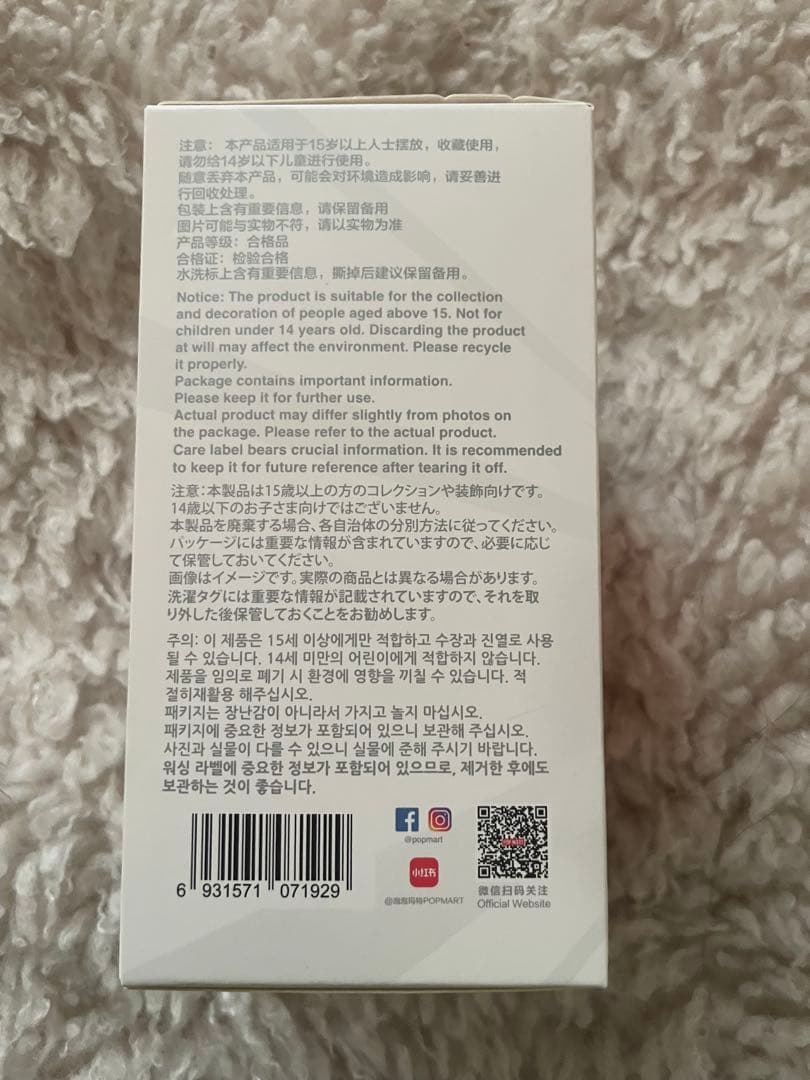 注意： 本产品适用于15岁以上人士摆放，收藏使用，
请勿给14岁以下儿童进行使用。
随意丢弃本产品，可能会对环境造成影响，请妥善进
行回收处理。
包装上含有重要信息，请保留备用
图片可能与实物不符，请以实物为准
产品等级：合格品
合格证：检验合格
水洗标上含有重要信息，撕掉后建议保留备用。
Notice: The product is suitable for the collection
and decoration of people aged above 15. Not for
children under 14 years old. Discarding the product
at will may affect the environment. Please recycle
it properly.
Package contains important information.
Please keep it for further use.
Actual product may differ slightly from photos on
the package. Please refer to the actual product.
Care label bears crucial information. It is recommended
to keep it for future reference after tearing it off.
注意：本製品は15歳以上の方のコレクションや装飾向けです。
14歳以下のお子さま向けではございません。
本製品を廃棄する場合、各自治体の分別方法に従ってください。
パッケージには重要な情報が含まれていますので、必要に応じ
て保管しておいてください。
画像はイメージです。実際の商品とは異なる場合があります。
洗濯タグには重要な情報が記載されていますので、それを取
り外した後保管しておくことをお勧めします。
주의: 이 제품은 15세 이상에게만 적합하고 수장과 진열로 사용
될 수 있습니다. 14세 미만의 어린이에게 적합하지 않습니다.
제품을 임의로 폐기 시 환경에 영향을 끼칠 수 있습니다. 적
절히재활용 해주십시오.
패키지는 장난감이 아니라서 가지고 놀지 마십시오.
패키지에 중요한 정보가 포함되어 있으니 보관해 주십시오.
사진과 실물이 다를 수 있으니 실물에 준해 주시기 바랍니다.
워싱 라벨에 중요한 정보가 포함되어 있으므로, 제거한 후에도
보관하는 것이 좋습니다.
6 931571 071929
@popmart
小红书
@泡泡玛特POPMART
POP MART
微信扫码关注
Official Website